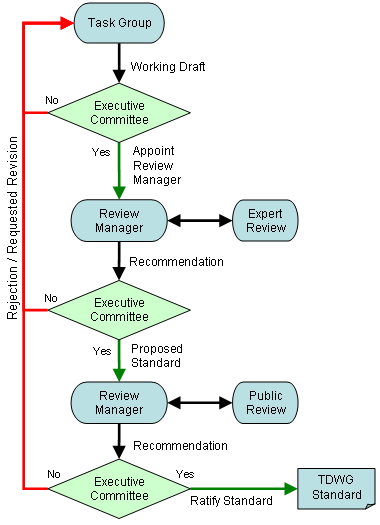 Task Group
Working Draft
No
Executive
Committee
Yes
Appoint
Review
Manager
Rejection / Requested Revision
Review
Manager
Expert
Review
Recommendation
No
Executive
Committee
Yes
Proposed
Standard
Review
Manager
Public
Review
Recommendation
No
Executive
Committee
Yes
Ratify Standard
TDWG
Standard